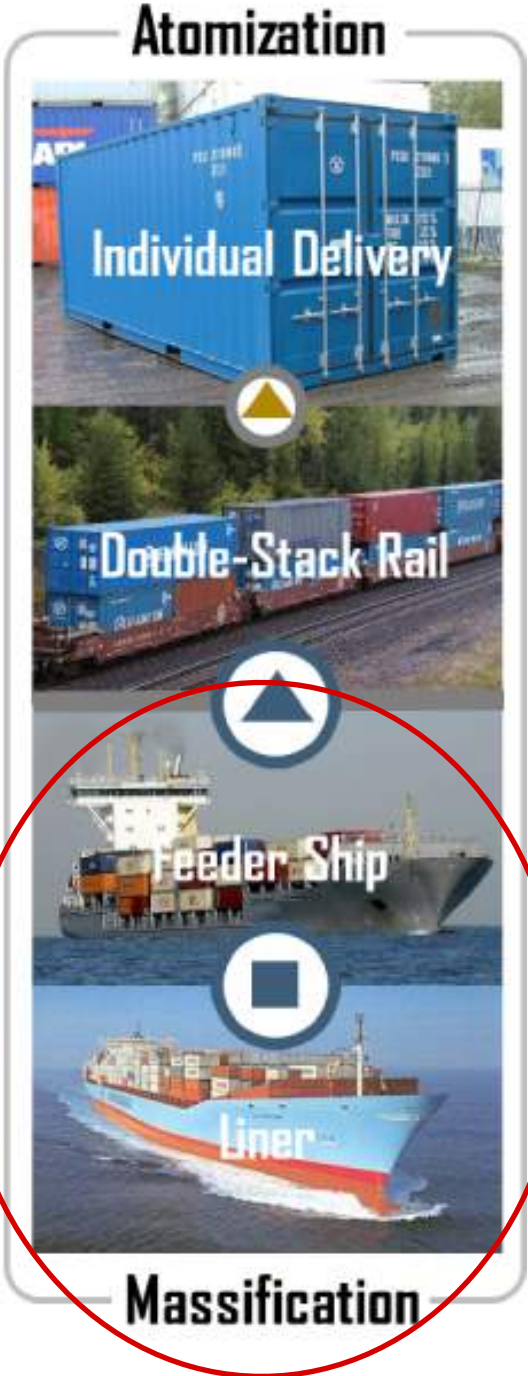 Atomization
Individual Delivery
Double-Stack Rail
Feeder Ship
Liner
Massification